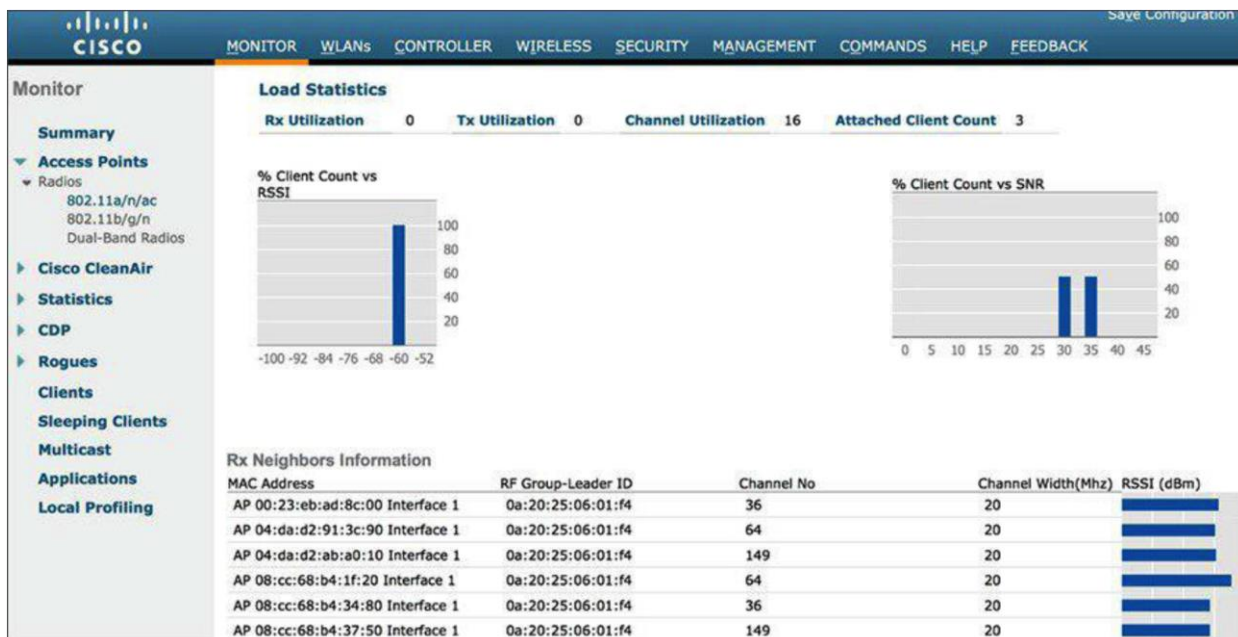 Save Configuration
CISCO
MONITOR WLANs CONTROLLER WIRELESS SECURITY MANAGEMENT COMMANDS HELP FEEDBACK
Monitor
Summary
Access Points
Radios
802.11a/n/ac
802.11b/g/n
Dual-Band Radios
Cisco CleanAir
Statistics
CDP
Rogues
Clients
Sleeping Clients
Multicast
Applications
Local Profiling
Load Statistics
Rx Utilization 0 Tx Utilization 0 Channel Utilization 16 Attached Client Count 3
% Client Count vs
RSSI
100
80
60
40
20
-100 -92 -84 -76 -68 -60 -52
% Client Count vs SNR
100
80
60
40
20
0 5 10 15 20 25 30 35 40 45
Rx Neighbors Information
MAC Address RF Group-Leader ID Channel No Channel Width(Mhz) RSSI (dBm)
AP 00:23:eb:ad:8c:00 Interface 1 0a:20:25:06:01:f4 36 20
AP 04:da:d2:91:3c:90 Interface 1 0a:20:25:06:01:f4 64 20
AP 04:da:d2:ab:a0:10 Interface 1 0a:20:25:06:01:f4 149 20
AP 08:cc:68:b4:1f:20 Interface 1 0a:20:25:06:01:f4 64 20
AP 08:cc:68:b4:34:80 Interface 1 0a:20:25:06:01:f4 36 20
AP 08:cc:68:b4:37:50 Interface 1 0a:20:25:06:01:f4 149 20